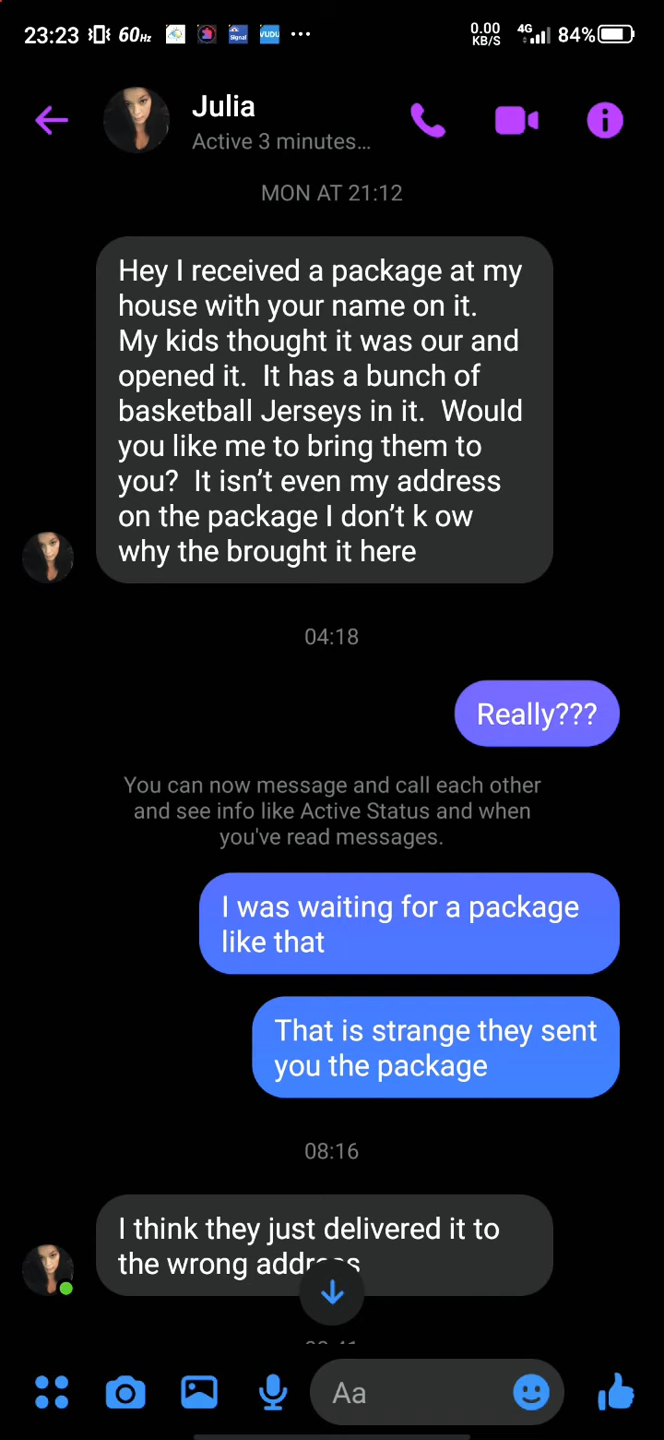 23:23 60Hz Signal VUDU ... 0.00 KB/S 4G 84%
Julia
Active 3 minutes...
MON AT 21:12
Hey I received a package at my
house with your name on it.
My kids thought it was our and
opened it.  It has a bunch of
basketball Jerseys in it.  Would
you like me to bring them to
you?  It isn't even my address
on the package I don't k ow
why the brought it here
04:18
Really???
You can now message and call each other
and see info like Active Status and when
you've read messages.
I was waiting for a package
like that
That is strange they sent
you the package
08:16
I think they just delivered it to
the wrong address
Aa